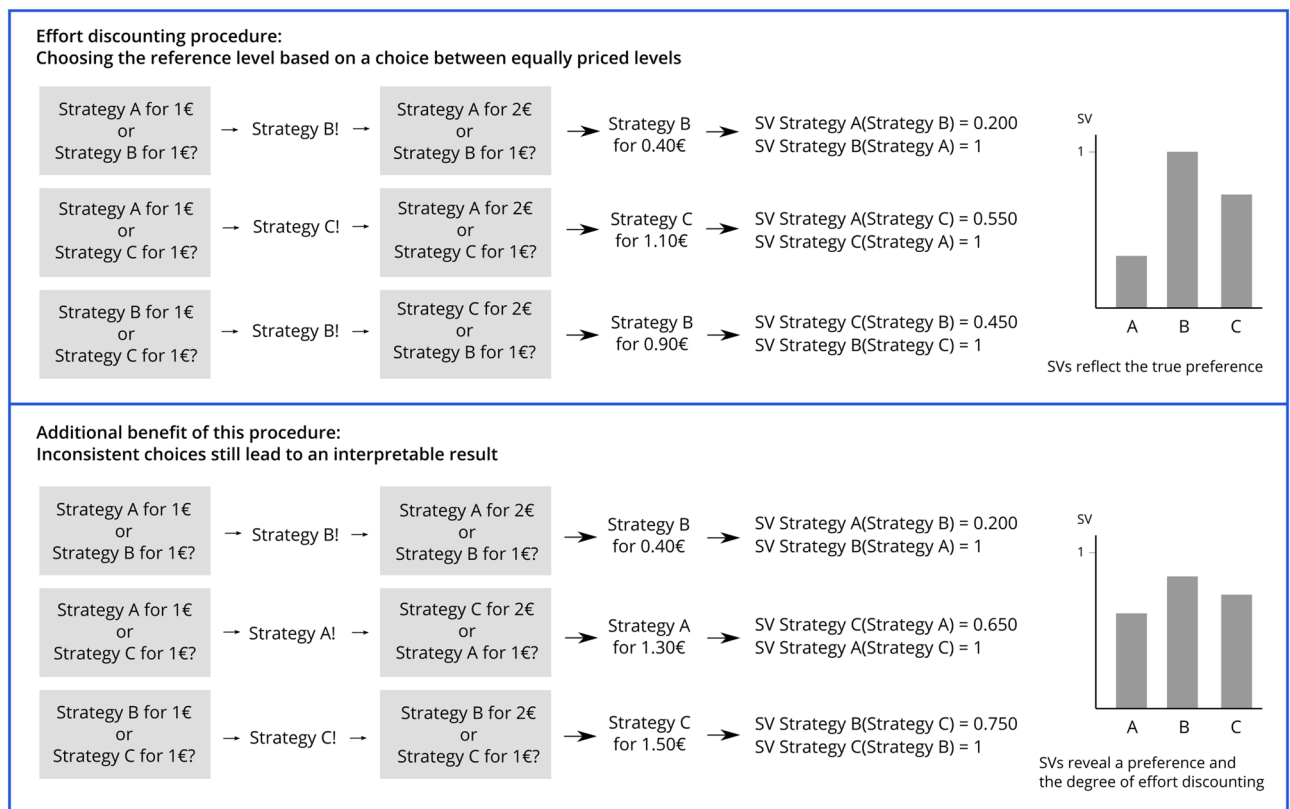 Effort discounting procedure:
Choosing the reference level based on a choice between equally priced levels
Strategy A for 1€
or
Strategy B for 1€?
Strategy B!
Strategy A for 2€
or
Strategy B for 1€?
Strategy B
for 0.40€
SV Strategy A(Strategy B) = 0.200
SV Strategy B(Strategy A) = 1
Strategy A for 1€
or
Strategy C for 1€?
Strategy C!
Strategy A for 2€
or
Strategy C for 1€?
Strategy C
for 1.10€
SV Strategy A(Strategy C) = 0.550
SV Strategy C(Strategy A) = 1
Strategy B for 1€
or
Strategy C for 1€?
Strategy B!
Strategy C for 2€
or
Strategy B for 1€?
Strategy B
for 0.90€
SV Strategy C(Strategy B) = 0.450
SV Strategy B(Strategy C) = 1
SV
1
A B C
SVs reflect the true preference
Additional benefit of this procedure:
Inconsistent choices still lead to an interpretable result
Strategy A for 1€
or
Strategy B for 1€?
Strategy B!
Strategy A for 2€
or
Strategy B for 1€?
Strategy B
for 0.40€
SV Strategy A(Strategy B) = 0.200
SV Strategy B(Strategy A) = 1
Strategy A for 1€
or
Strategy C for 1€?
Strategy A!
Strategy C for 2€
or
Strategy A for 1€?
Strategy A
for 1.30€
SV Strategy C(Strategy A) = 0.650
SV Strategy A(Strategy C) = 1
Strategy B for 1€
or
Strategy C for 1€?
Strategy C!
Strategy B for 2€
or
Strategy C for 1€?
Strategy C
for 1.50€
SV Strategy B(Strategy C) = 0.750
SV Strategy C(Strategy B) = 1
SV
1
A B C
SVs reveal a preference and
the degree of effort discounting